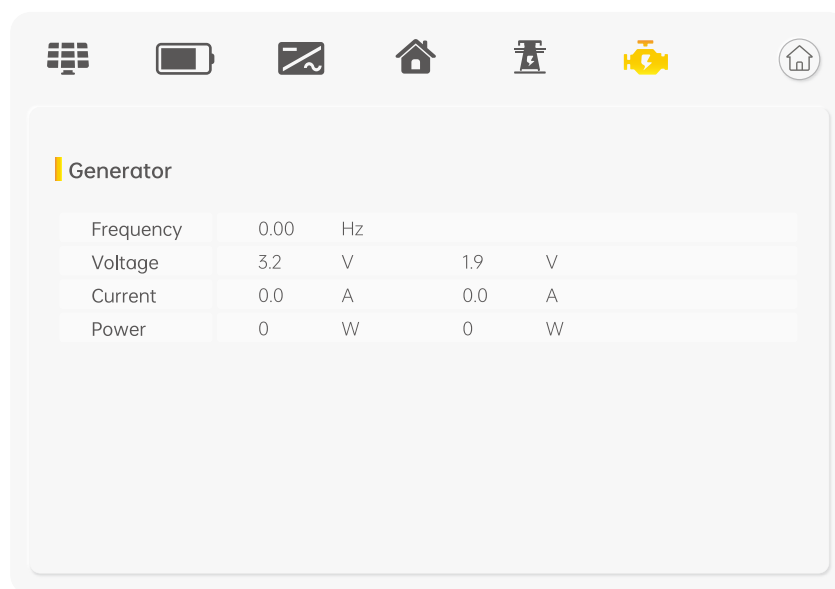 Generator
Frequency 0.00 Hz
Voltage 3.2 V 1.9 V
Current 0.0 A 0.0 A
Power 0 W 0 W